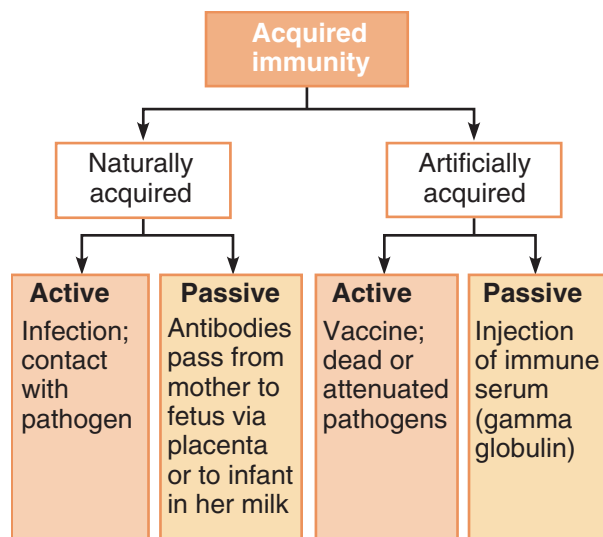 Acquired
immunity
Naturally
acquired
Artificially
acquired
Active
Infection;
contact
with
pathogen
Passive
Antibodies
pass from
mother to
fetus via
placenta
or to infant
in her milk
Active
Vaccine;
dead or
attenuated
pathogens
Passive
Injection
of immune
serum
(gamma
globulin)